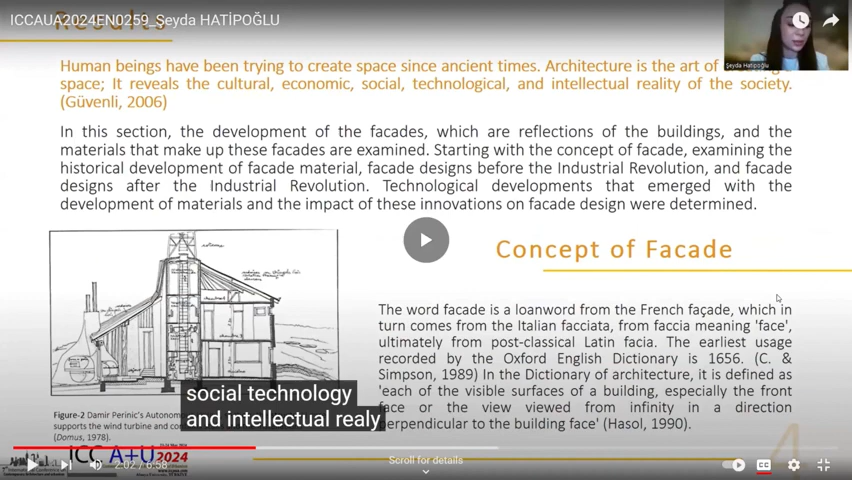 ICCAUA2024EN0259_Şeyda HATİPOĞLU
Results
Şeyda Hatipoğlu
Human beings have been trying to create space since ancient times. Architecture is the art of
space; It reveals the cultural, economic, social, technological, and intellectual reality of the society.
(Güvenli, 2006)
In this section, the development of the facades, which are reflections of the buildings, and the
materials that make up these facades are examined. Starting with the concept of facade, examining the
historical development of facade material, facade designs before the Industrial Revolution, and facade
designs after the Industrial Revolution. Technological developments that emerged with the
development of materials and the impact of these innovations on facade design were determined.
Concept of Facade
The word facade is a loanword from the French façade, which in
turn comes from the Italian facciata, from faccia meaning 'face',
ultimately from post-classical Latin facia. The earliest usage
recorded by the Oxford English Dictionary is 1656. (C. &
Simpson, 1989) In the Dictionary of architecture, it is defined as
'each of the visible surfaces of a building, especially the front
face or the view viewed from infinity in a direction
perpendicular to the building face' (Hasol, 1990).
social technology
and intellectual realy
Figure-2 Damir Perinic's Autonom
supports the wind turbine and co
(Domus, 1978).
ICC A+U 2024
4
2:02 / 6:58
Scroll for details
CC